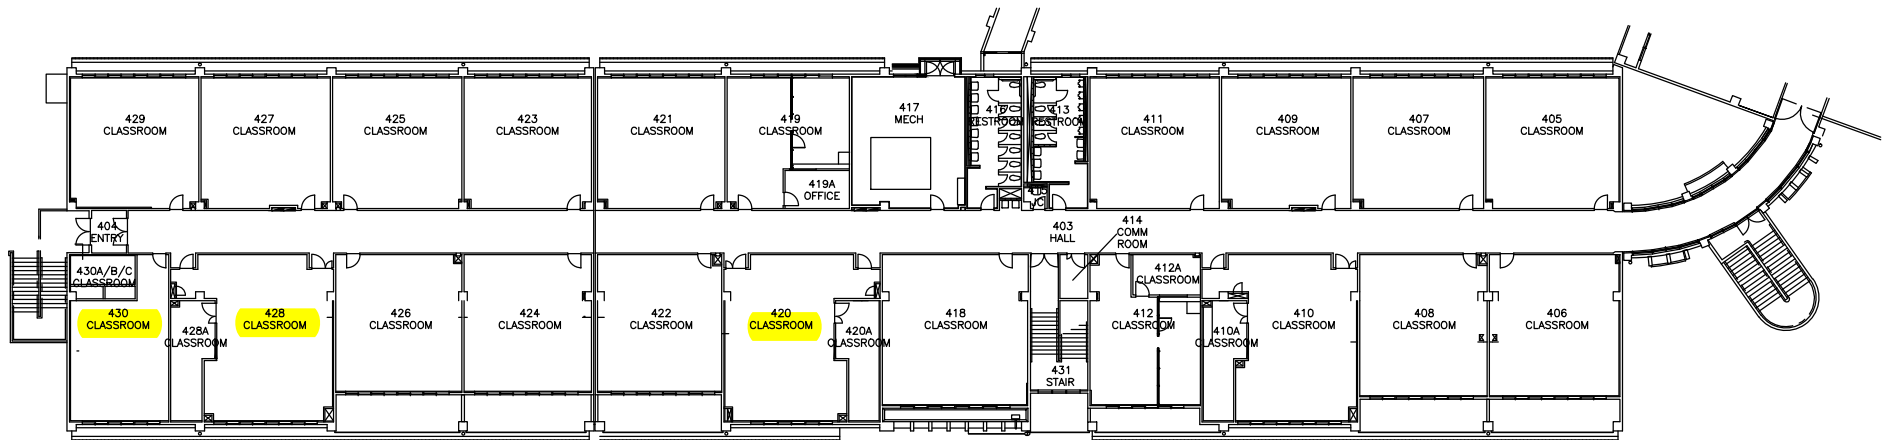 429
CLASSROOM
427
CLASSROOM
425
CLASSROOM
423
CLASSROOM
421
CLASSROOM
419
CLASSROOM
419A
OFFICE
417
MECH
416
RESTROOM
413
RESTROOM
411
CLASSROOM
409
CLASSROOM
407
CLASSROOM
405
CLASSROOM
404
ENTRY
403
HALL
414
COMM
ROOM
430A/B/C
CLASSROOM
430
CLASSROOM
428A
CLASSROOM
428
CLASSROOM
426
CLASSROOM
424
CLASSROOM
422
CLASSROOM
420
CLASSROOM
420A
CLASSROOM
418
CLASSROOM
431
STAIR
412
CLASSROOM
412A
CLASSROOM
410A
CLASSROOM
410
CLASSROOM
408
CLASSROOM
406
CLASSROOM